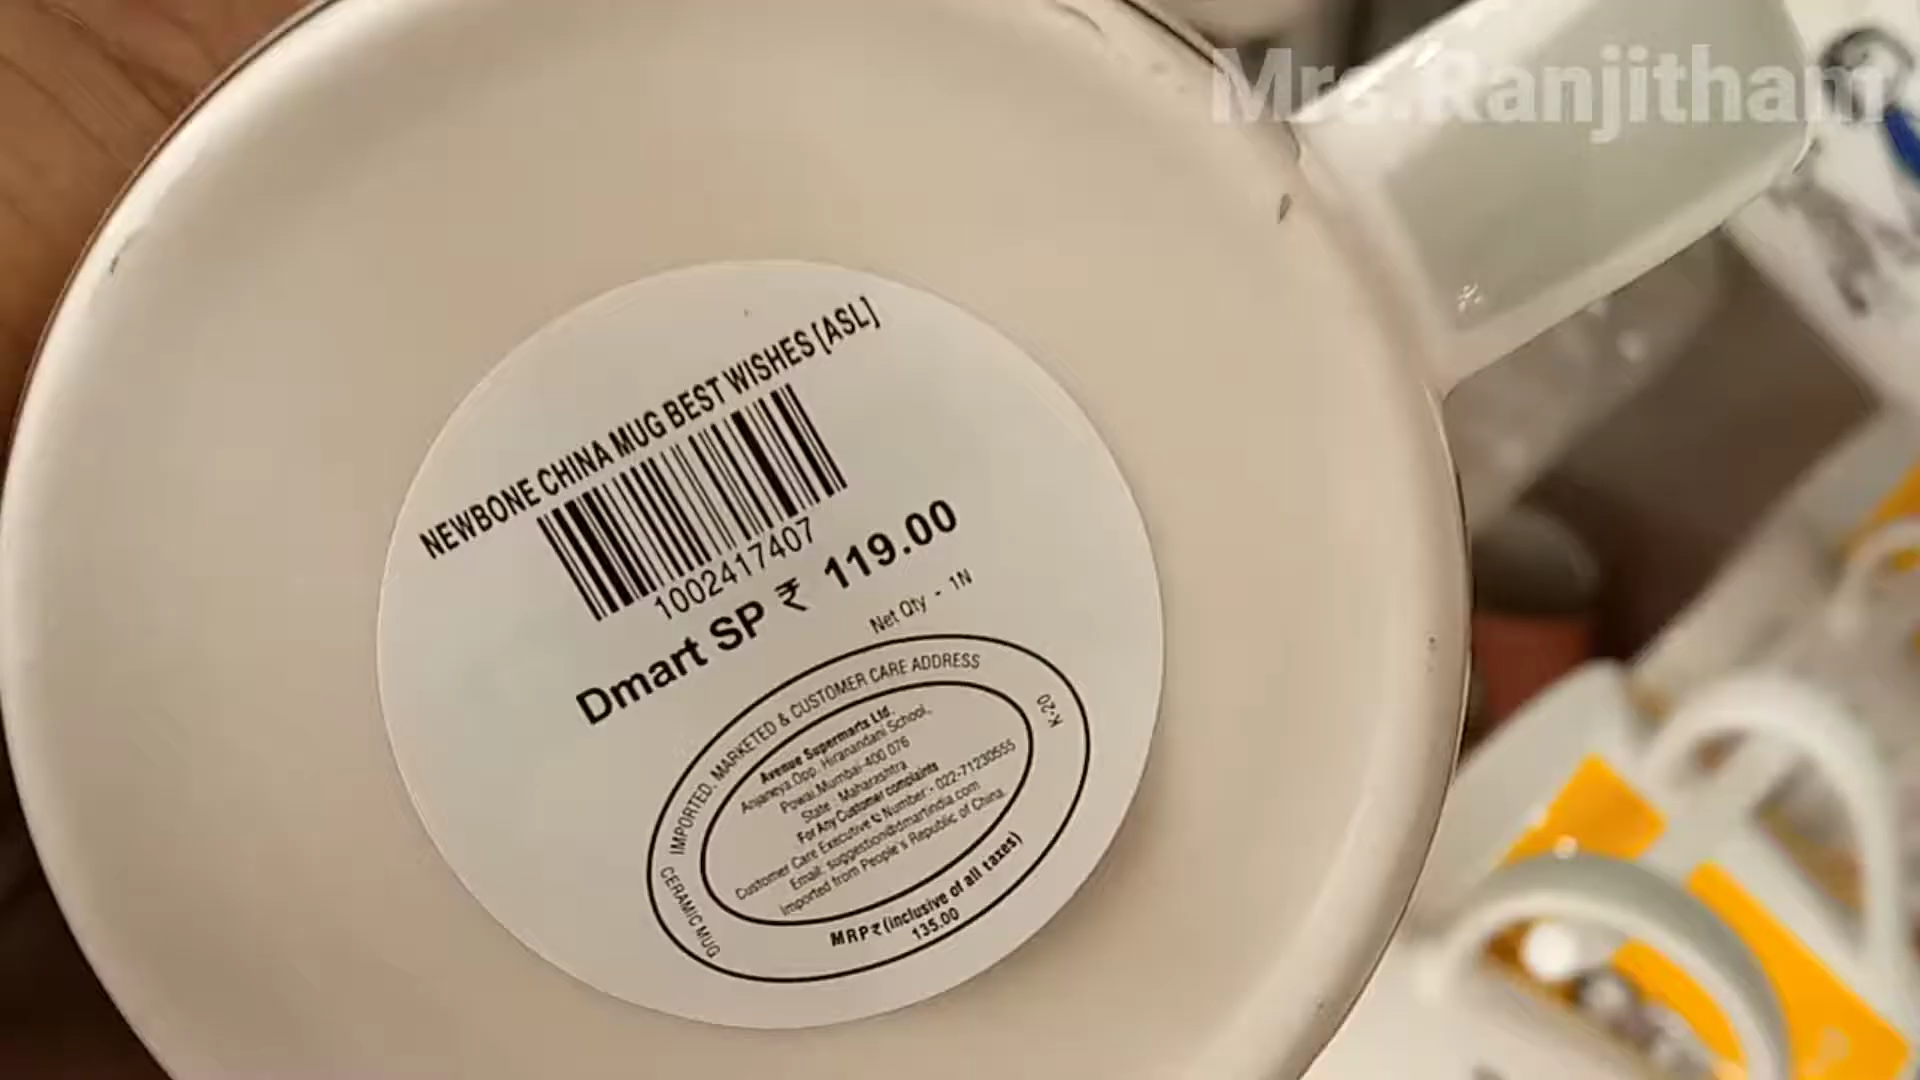 Mrs.Ranjitham
NEWBONE CHINA MUG BEST WISHES [ASL]
1002417407
Dmart SP ₹ 119.00
Net Qty - 1N
IMPORTED, MARKETED & CUSTOMER CARE ADDRESS
K-20
Avenue Supermarts Ltd.
Anjaneya,Opp. Hiranandani School,
Powai,Mumbai-400 076
State : Maharashtra
For Any Customer complaints
Customer Care Executive ✆ Number:- 022-71230555
Email: suggestion@dmartindia.com
Imported from People's Republic of China.
CERAMIC MUG
MRP₹(inclusive of all taxes)
135.00